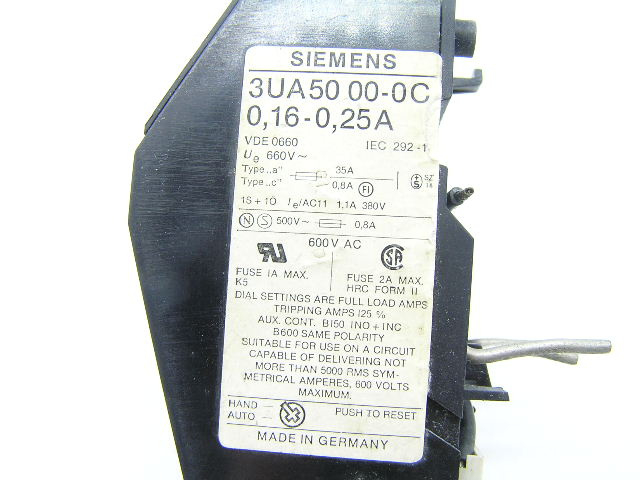 SIEMENS
3UA50 00-0C
0,16-0,25A
VDE 0660 IEC 292-1
Ue 660V~
Type „a" 35A
Type „c" 0,8A FI
S SZ 18
1S+1Ö Ie/AC11 1,1A 380V
N S 500V~ 0,8A
600V AC
FUSE 1A MAX.
K5
FUSE 2A MAX.
HRC FORM II
DIAL SETTINGS ARE FULL LOAD AMPS
TRIPPING AMPS 125 %
AUX. CONT. B150 1NO+1NC
B600 SAME POLARITY
SUITABLE FOR USE ON A CIRCUIT
CAPABLE OF DELIVERING NOT
MORE THAN 5000 RMS SYM-
METRICAL AMPERES, 600 VOLTS
MAXIMUM.
HAND
AUTO PUSH TO RESET
MADE IN GERMANY